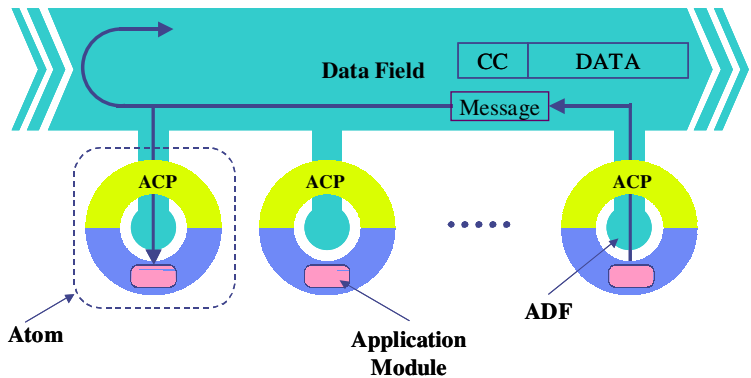 Data Field
CC
DATA
Message
ACP
ACP
ACP
Atom
Application
Module
ADF